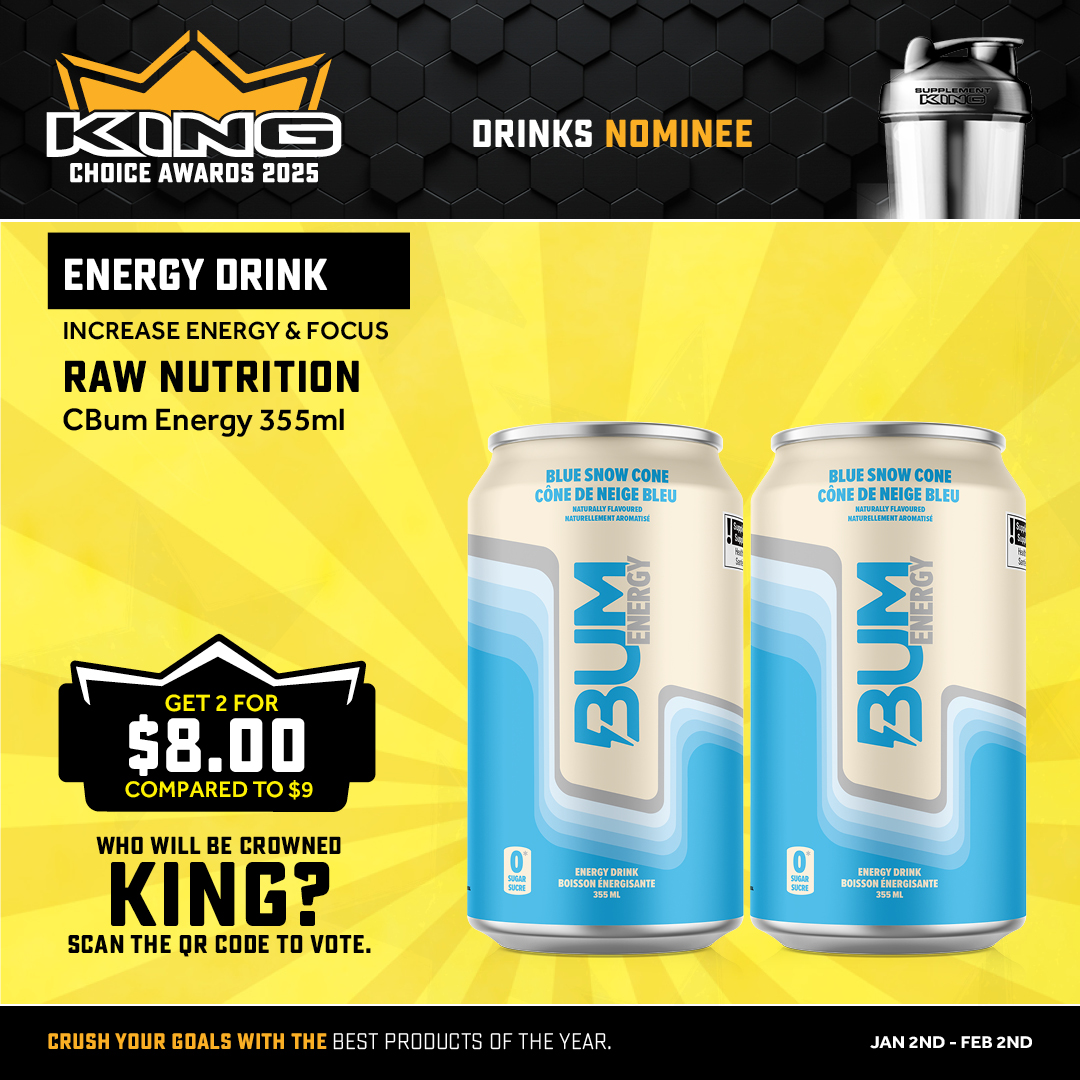 KING
CHOICE AWARDS 2025
DRINKS NOMINEE
SUPPLEMENT
KING
ENERGY DRINK
INCREASE ENERGY & FOCUS
RAW NUTRITION
CBum Energy 355ml
BLUE SNOW CONE
CÔNE DE NEIGE BLEU
NATURALLY FLAVOURED
NATURELLEMENT AROMATISÉ
BUM
ENERGY
0*
SUGAR
SUCRE
ENERGY DRINK
BOISSON ÉNERGISANTE
355 ML
BLUE SNOW CONE
CÔNE DE NEIGE BLEU
NATURALLY FLAVOURED
NATURELLEMENT AROMATISÉ
BUM
ENERGY
0*
SUGAR
SUCRE
ENERGY DRINK
BOISSON ÉNERGISANTE
355 ML
GET 2 FOR
$8.00
COMPARED TO $9
WHO WILL BE CROWNED
KING?
SCAN THE QR CODE TO VOTE.
CRUSH YOUR GOALS WITH THE BEST PRODUCTS OF THE YEAR.
JAN 2ND - FEB 2ND